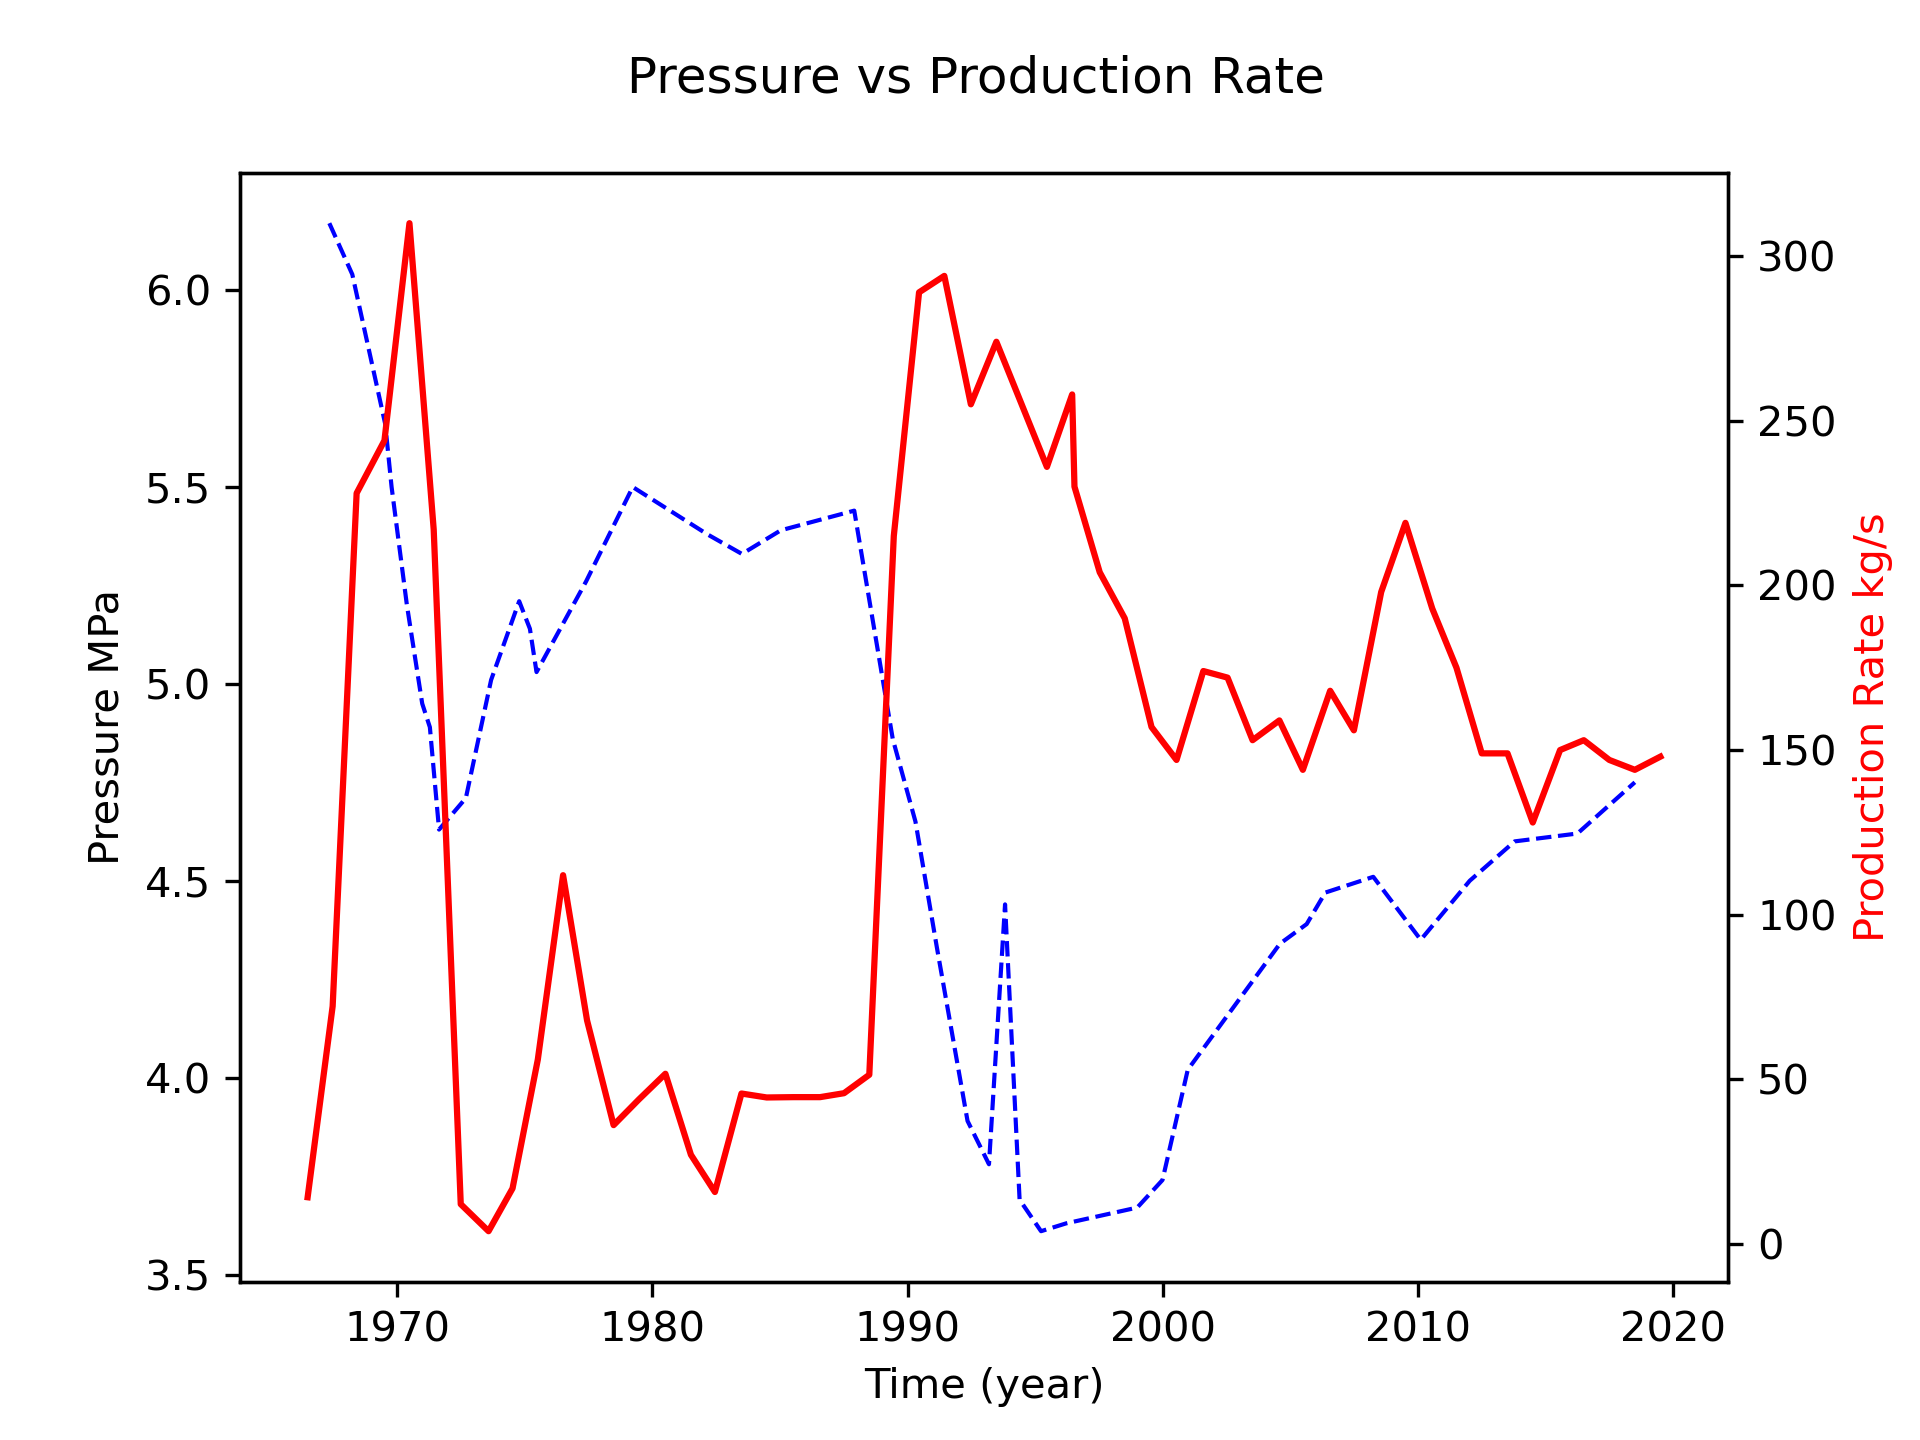 Pressure vs Production Rate
6.0
5.5
5.0
4.5
4.0
3.5
Pressure MPa
300
250
200
150
100
50
0
Production Rate kg/s
1970 1980 1990 2000 2010 2020
Time (year)